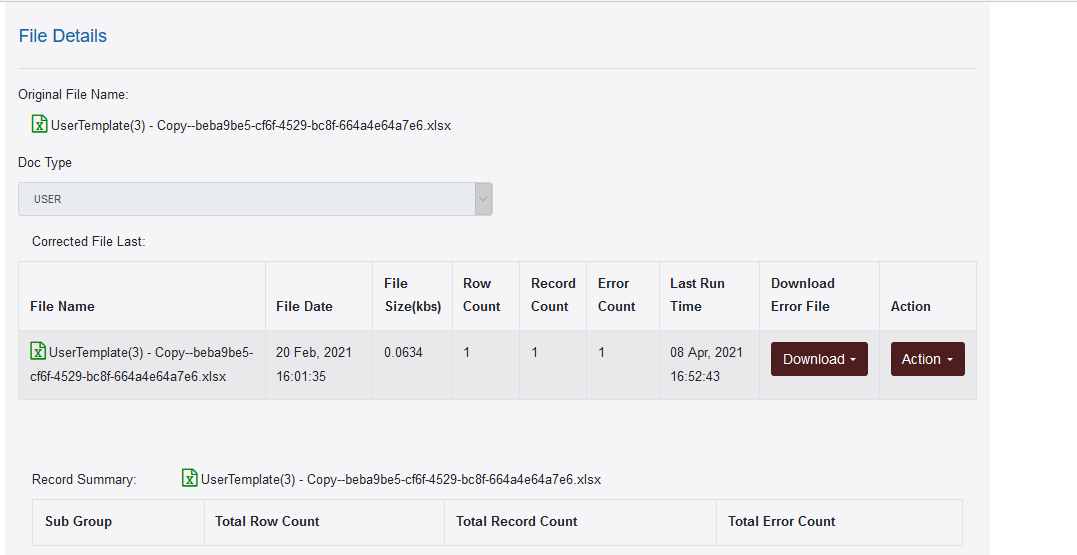 File Details
Original File Name:
UserTemplate(3) - Copy--beba9be5-cf6f-4529-bc8f-664a4e64a7e6.xlsx
Doc Type
USER
Corrected File Last:
File Name
File Date
File
Size(kbs)
Row
Count
Record
Count
Error
Count
Last Run
Time
Download
Error File
Action
UserTemplate(3) - Copy--beba9be5-
cf6f-4529-bc8f-664a4e64a7e6.xlsx
20 Feb, 2021
16:01:35
0.0634
1
1
1
08 Apr, 2021
16:52:43
Download
Action
Record Summary:
UserTemplate(3) - Copy--beba9be5-cf6f-4529-bc8f-664a4e64a7e6.xlsx
Sub Group
Total Row Count
Total Record Count
Total Error Count